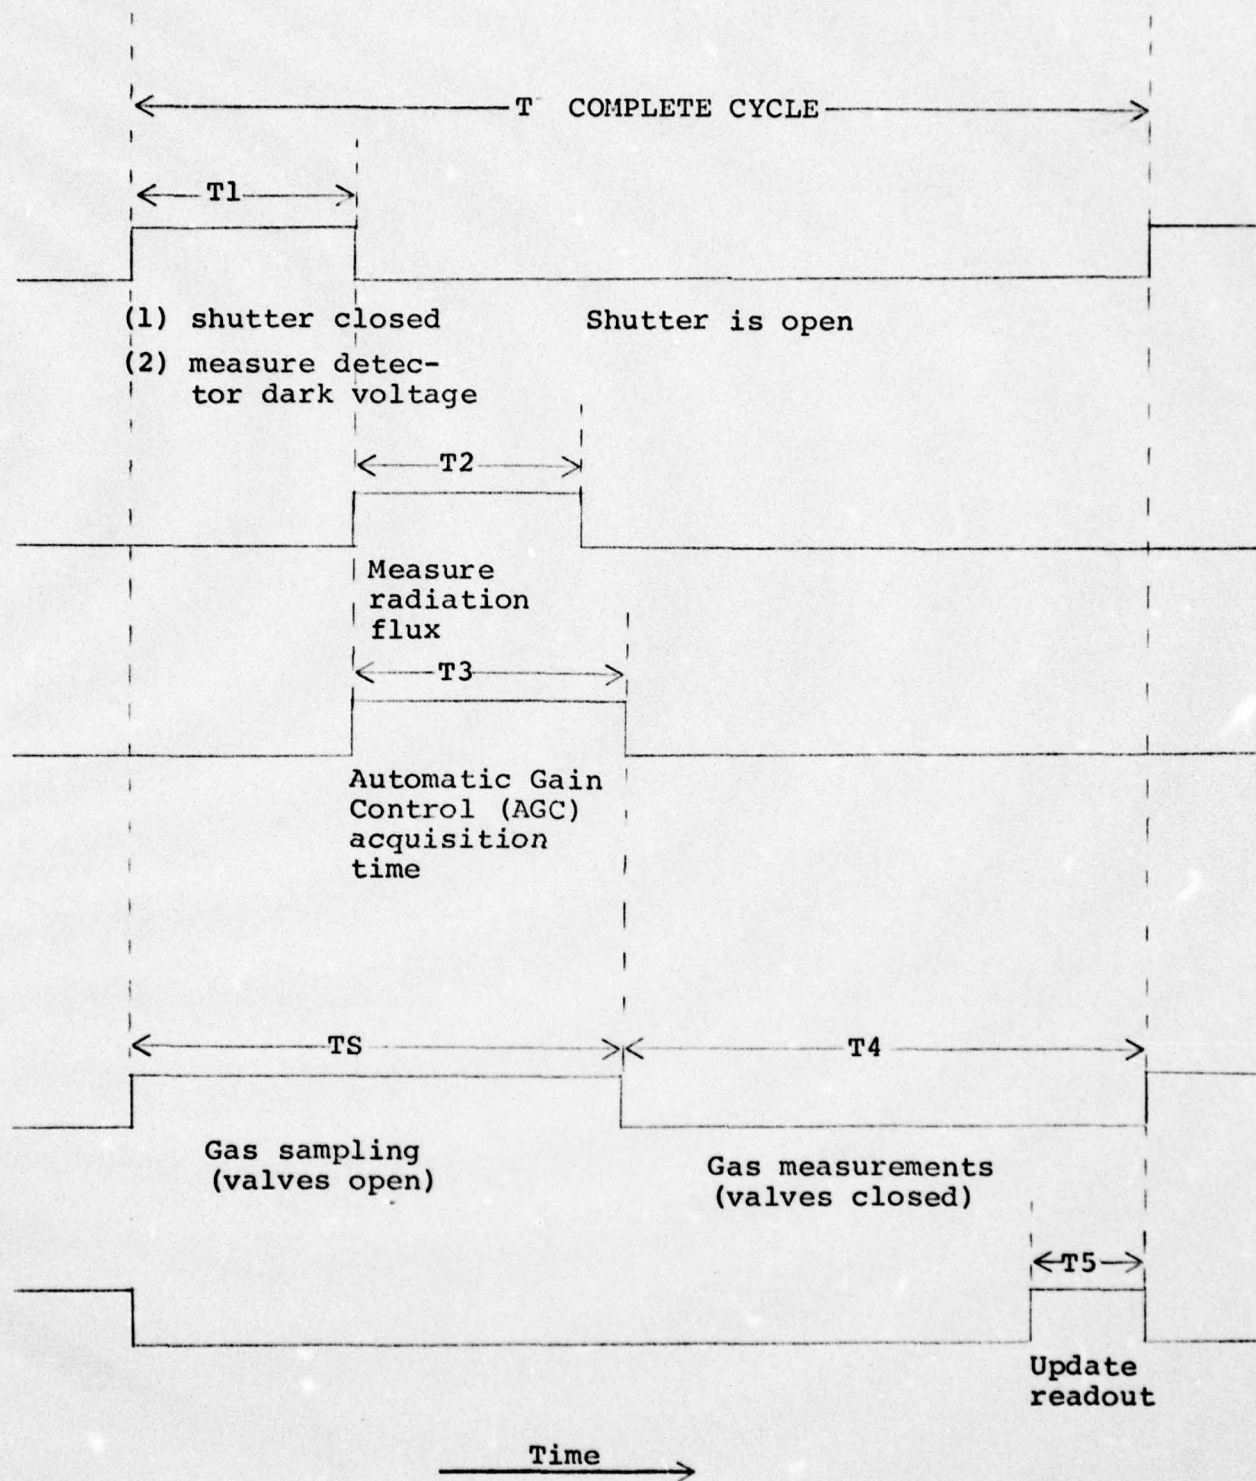 T COMPLETE CYCLE
T1
(1) shutter closed
Shutter is open
(2) measure detec-
tor dark voltage
T2
Measure
radiation
flux
T3
Automatic Gain
Control (AGC)
acquisition
time
TS
T4
Gas sampling
(valves open)
Gas measurements
(valves closed)
T5
Update
readout
Time